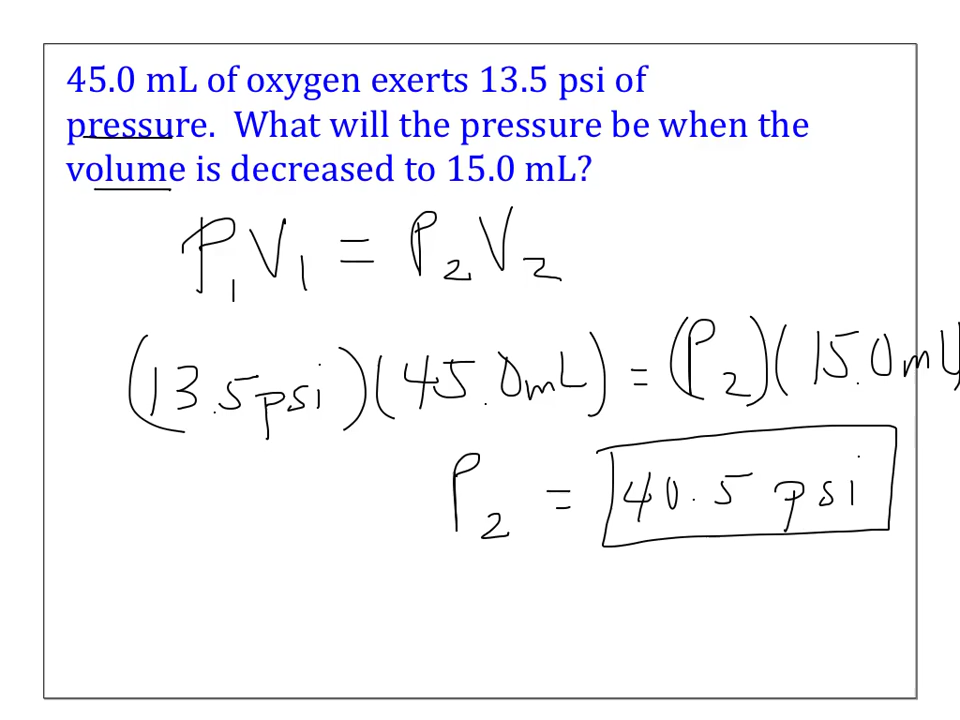 45.0 mL of oxygen exerts 13.5 psi of
pressure. What will the pressure be when the
volume is decreased to 15.0 mL?
P₁V₁ = P₂V₂
(13.5psi)(45.0mL) = (P₂)(15.0mL)
P₂ = 40.5 psi